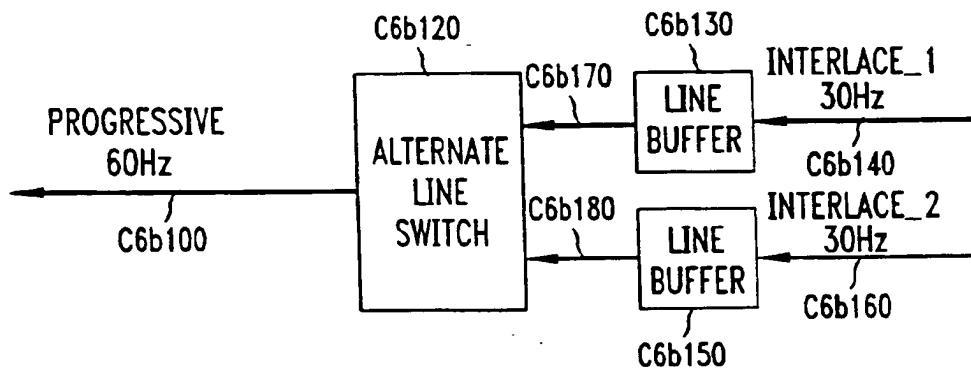 C6b120
C6b130
C6b170
INTERLACE_1
30Hz
LINE
BUFFER
PROGRESSIVE
60Hz
ALTERNATE
LINE
SWITCH
C6b140
C6b100
C6b180
INTERLACE_2
30Hz
LINE
BUFFER
C6b160
C6b150